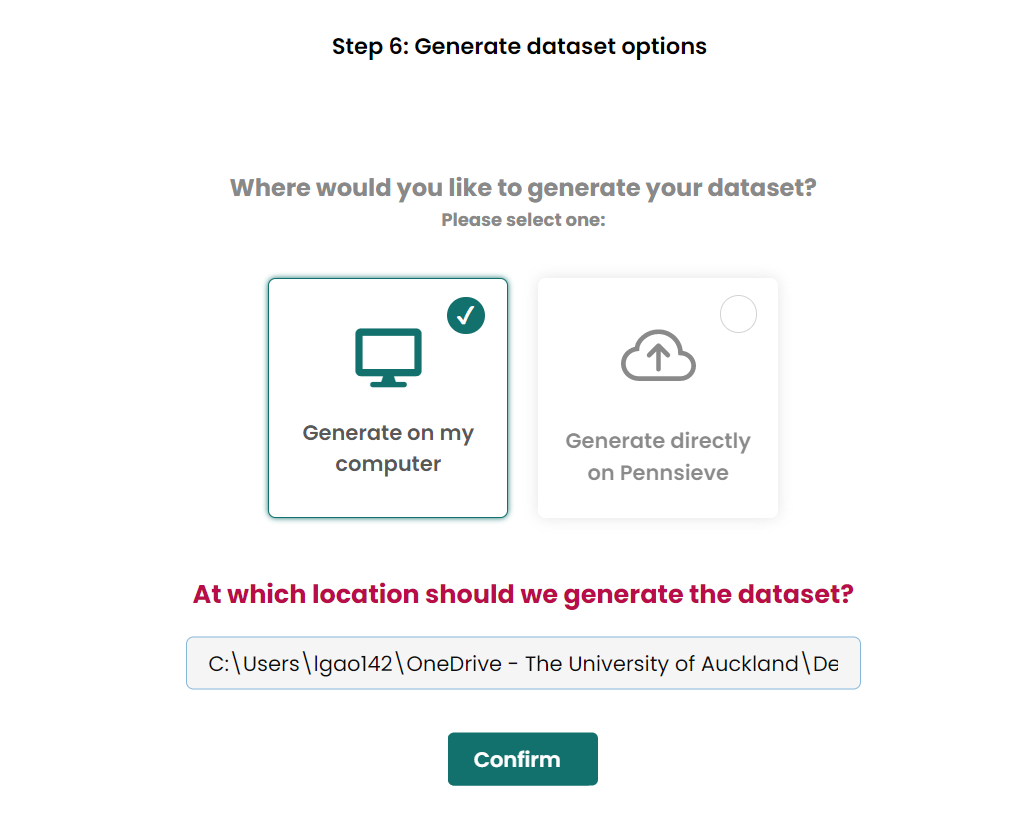 Step 6: Generate dataset options
Where would you like to generate your dataset?
Please select one:
Generate on my
computer
Generate directly
on Pennsieve
At which location should we generate the dataset?
C:\Users\lgao142\OneDrive - The University of Auckland\De
Confirm